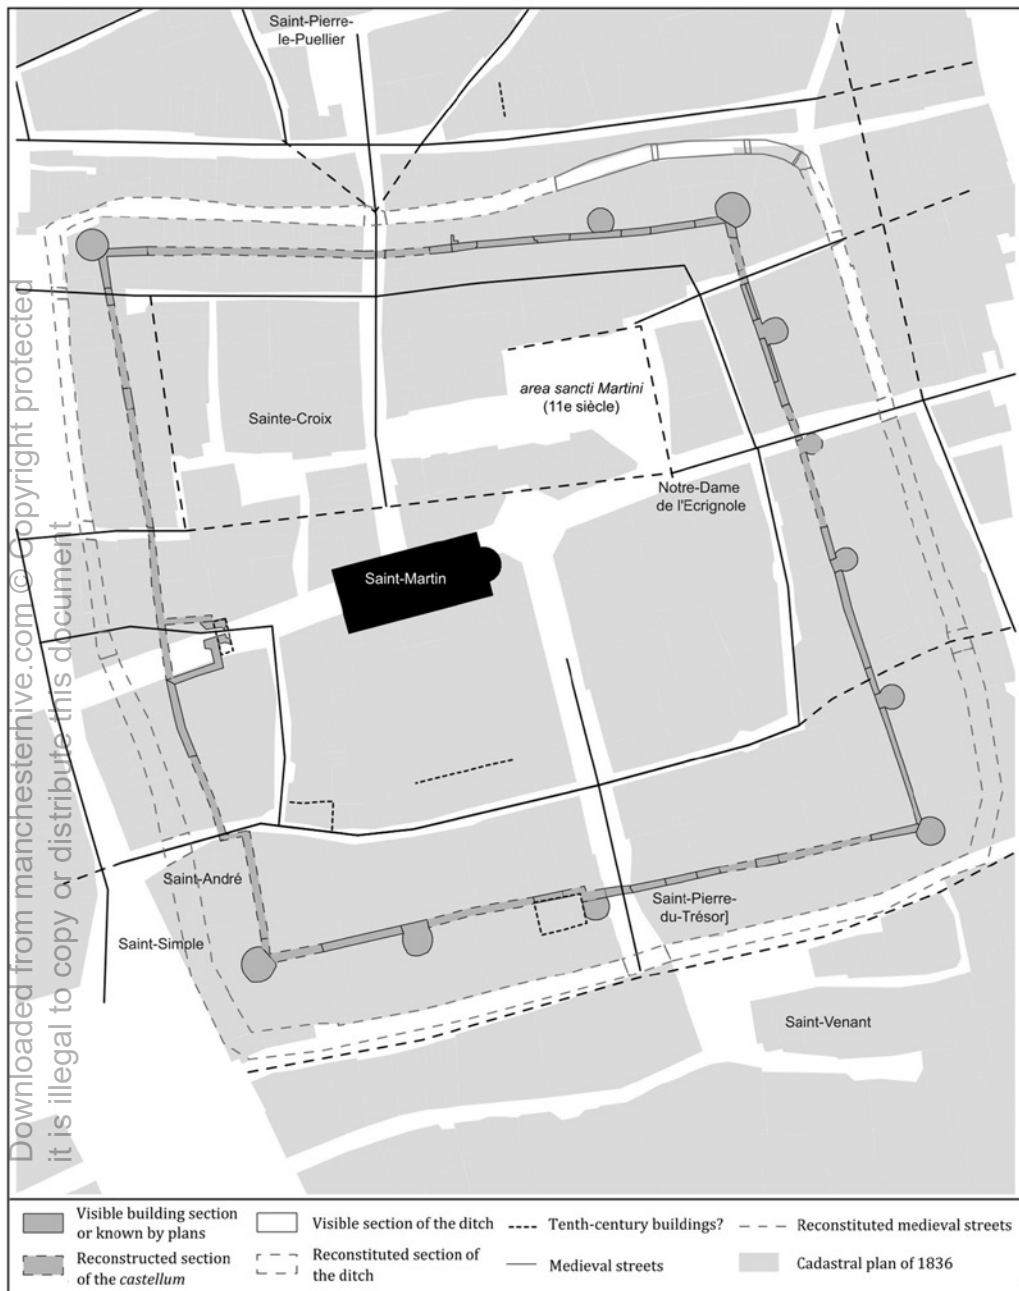 Saint-Pierre-
le-Puellier
area sancti Martini
(11e siècle)
Sainte-Croix
Notre-Dame
de l'Ecrignole
Saint-Martin
Saint-André
Saint-Pierre-
du-Trésor]
Saint-Simple
Saint-Venant
Downloaded from manchesterhive.com © Copyright protected
it is illegal to copy or distribute this document
Visible building section
or known by plans
Visible section of the ditch
Tenth-century buildings?
Reconstituted medieval streets
Reconstructed section
of the castellum
Reconstituted section of
the ditch
Medieval streets
Cadastral plan of 1836